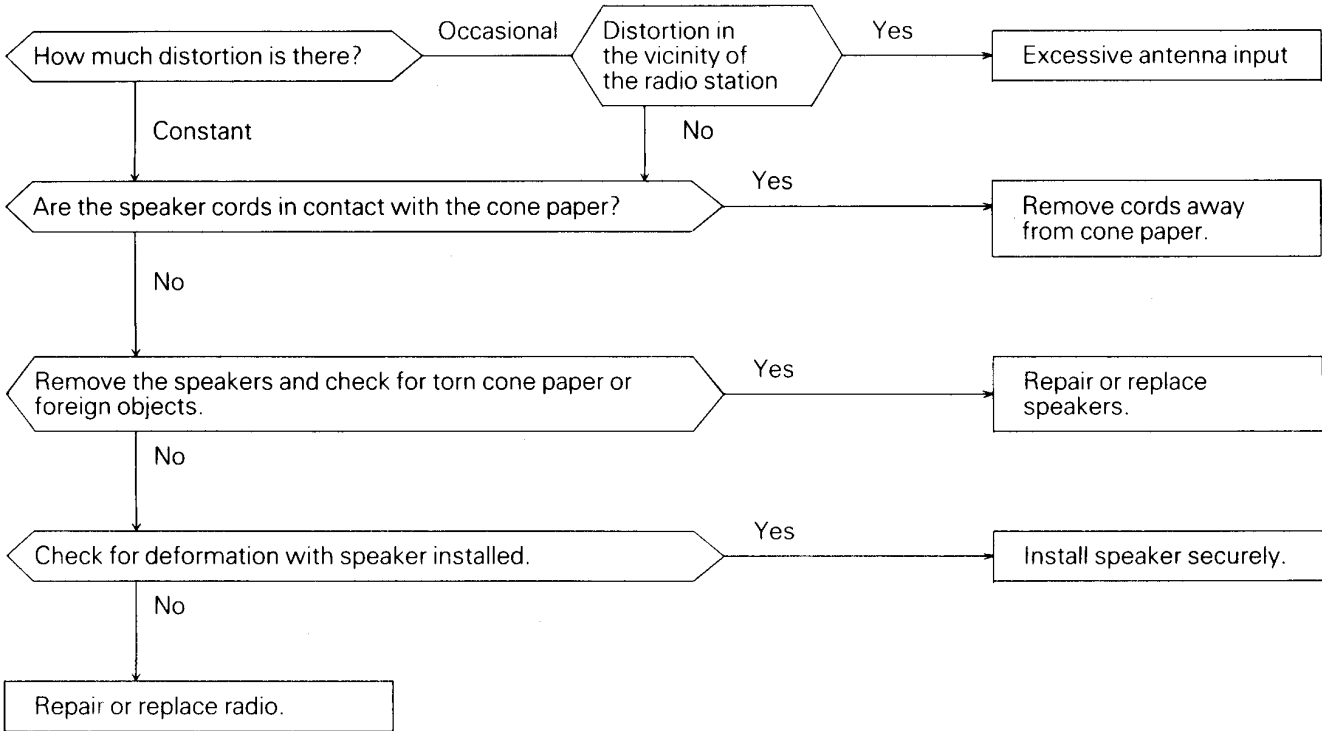 How much distortion is there?
Occasional
Distortion in
the vicinity of
the radio station
Yes
Excessive antenna input
Constant
No
Are the speaker cords in contact with the cone paper?
Yes
Remove cords away
from cone paper.
No
Remove the speakers and check for torn cone paper or
foreign objects.
Yes
Repair or replace
speakers.
No
Check for deformation with speaker installed.
Yes
Install speaker securely.
No
Repair or replace radio.